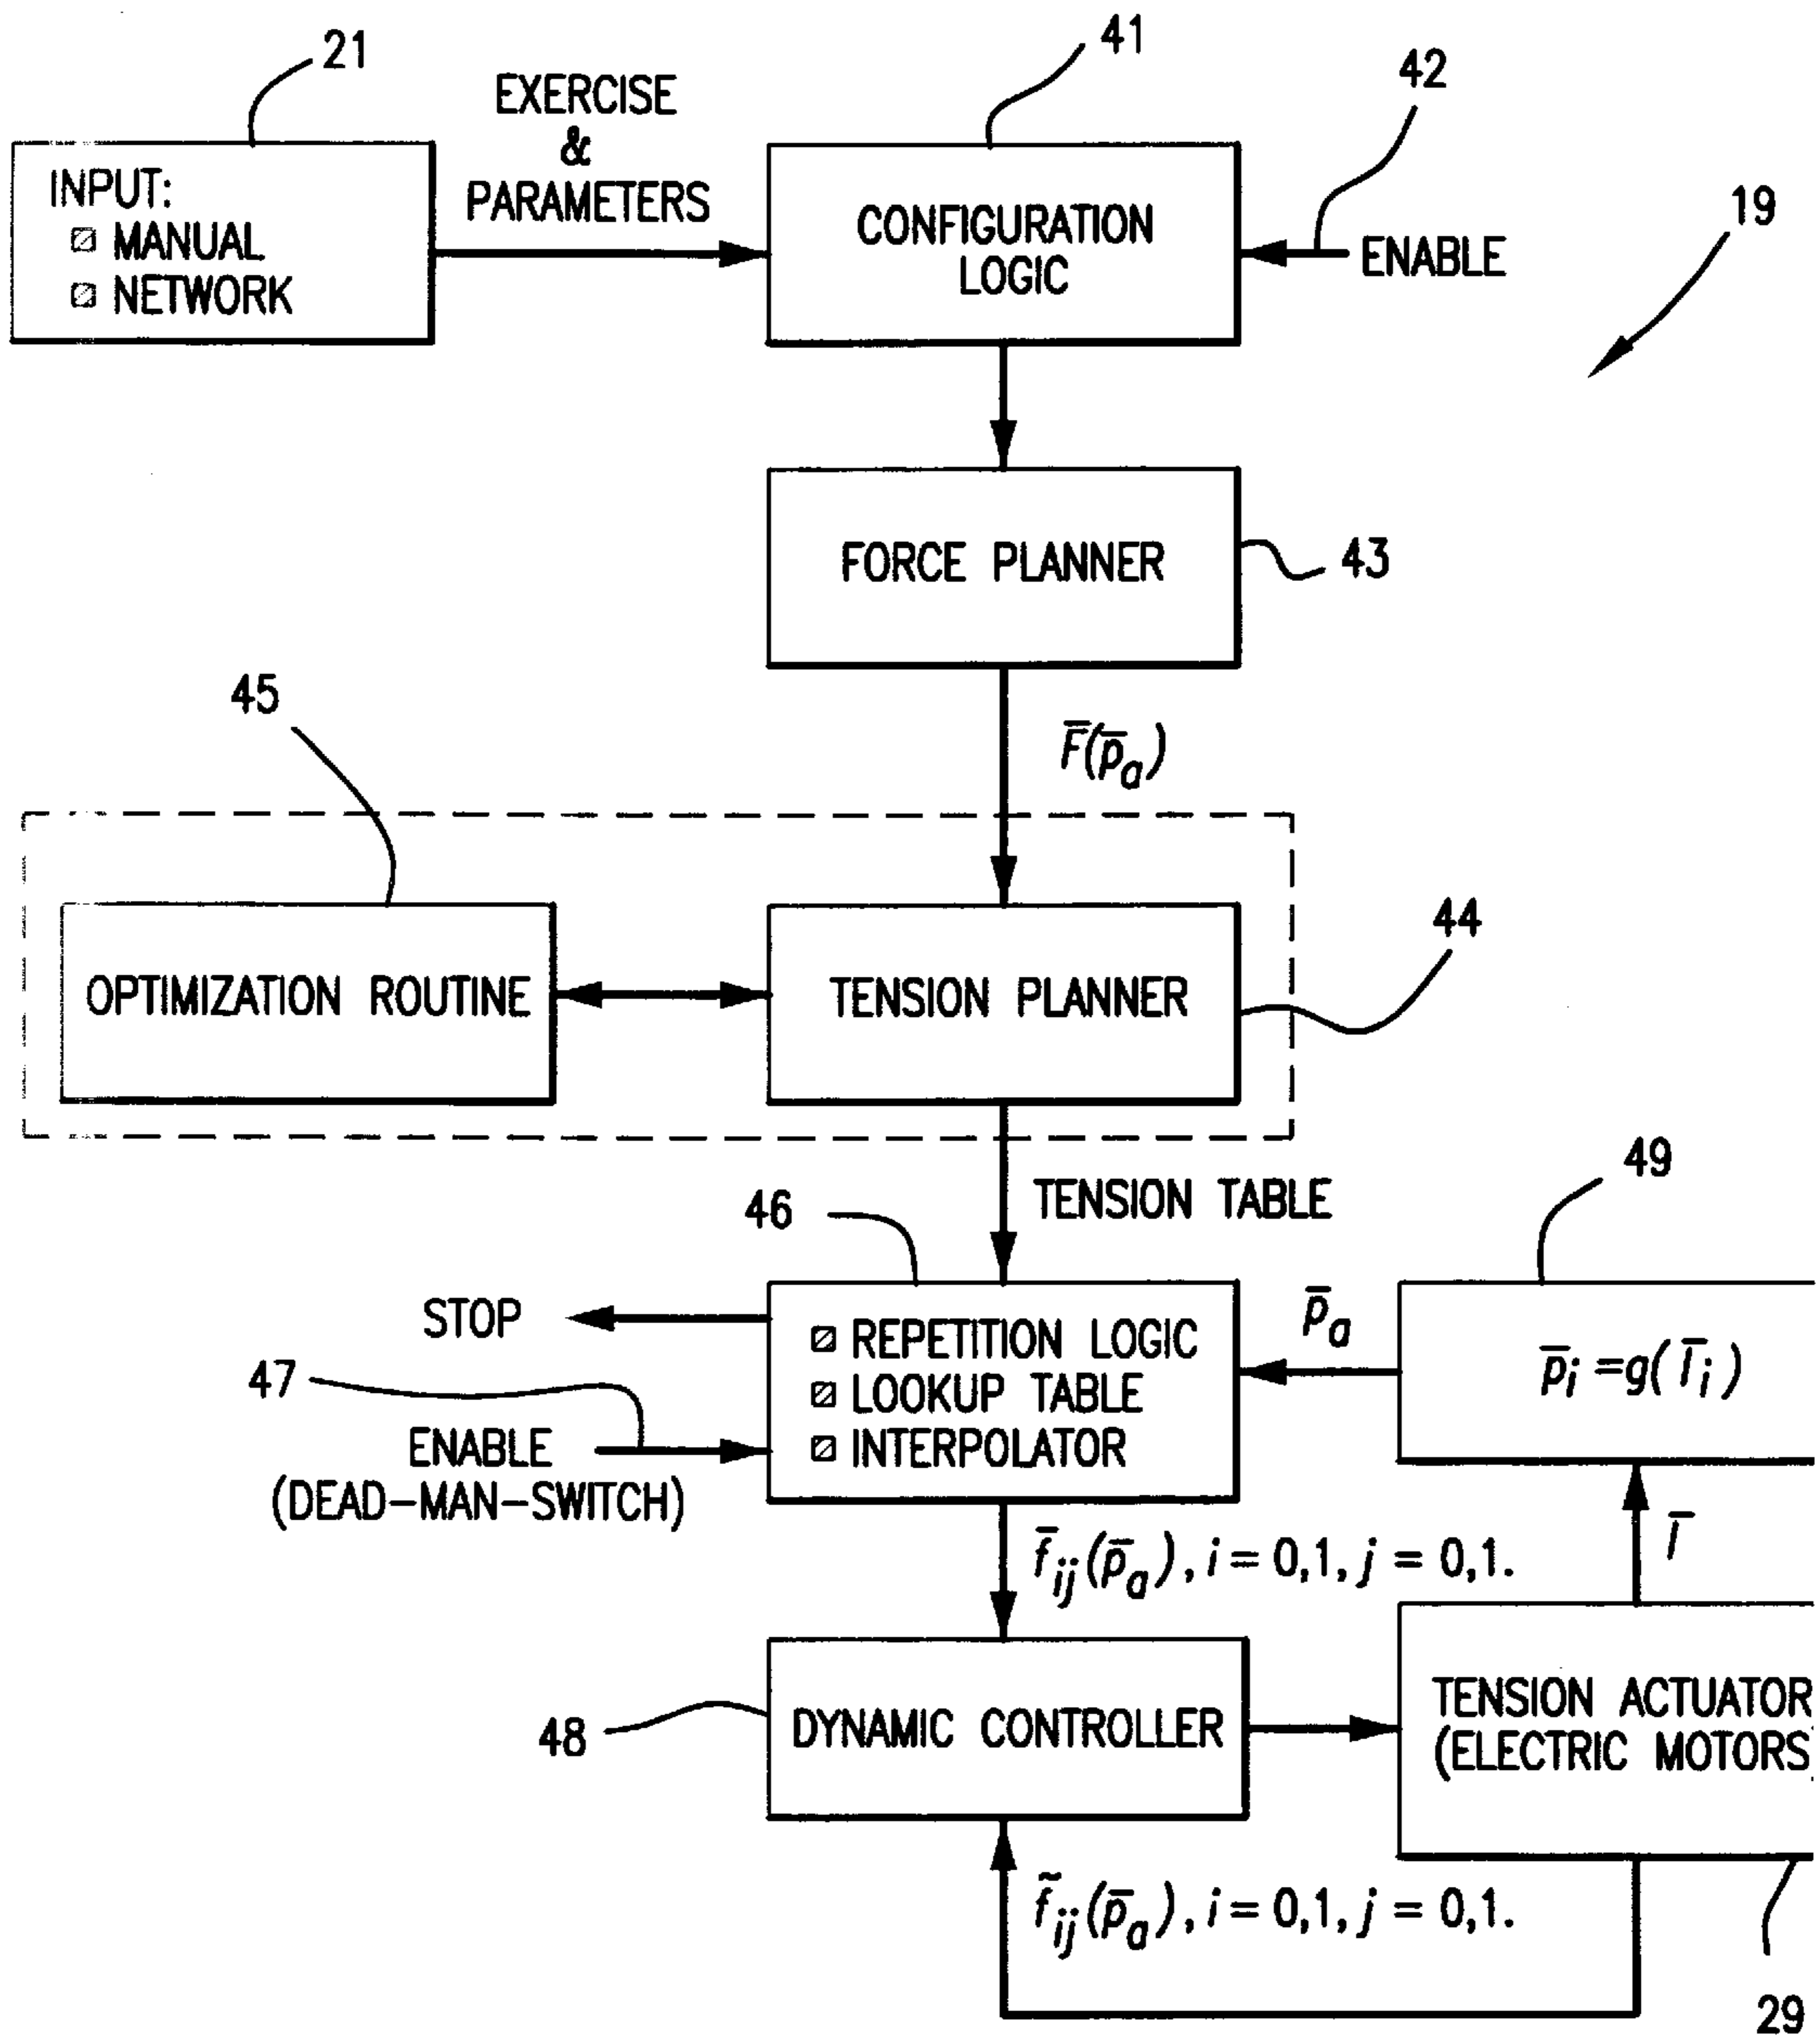 21
41
42
EXERCISE
&
PARAMETERS
INPUT:
MANUAL
NETWORK
CONFIGURATION
LOGIC
ENABLE
19
FORCE PLANNER
43
45
F̄(p̄a)
44
OPTIMIZATION ROUTINE
TENSION PLANNER
49
46
TENSION TABLE
STOP
REPETITION LOGIC
LOOKUP TABLE
INTERPOLATOR
p̄a
p̄i=g(l̄i)
47
ENABLE
(DEAD-MAN-SWITCH)
f̄ij(p̄a), i = 0,1, j = 0,1.
l̄
48
DYNAMIC CONTROLLER
TENSION ACTUATOR
(ELECTRIC MOTORS
f̃ij(p̄a), i = 0,1, j = 0,1.
29